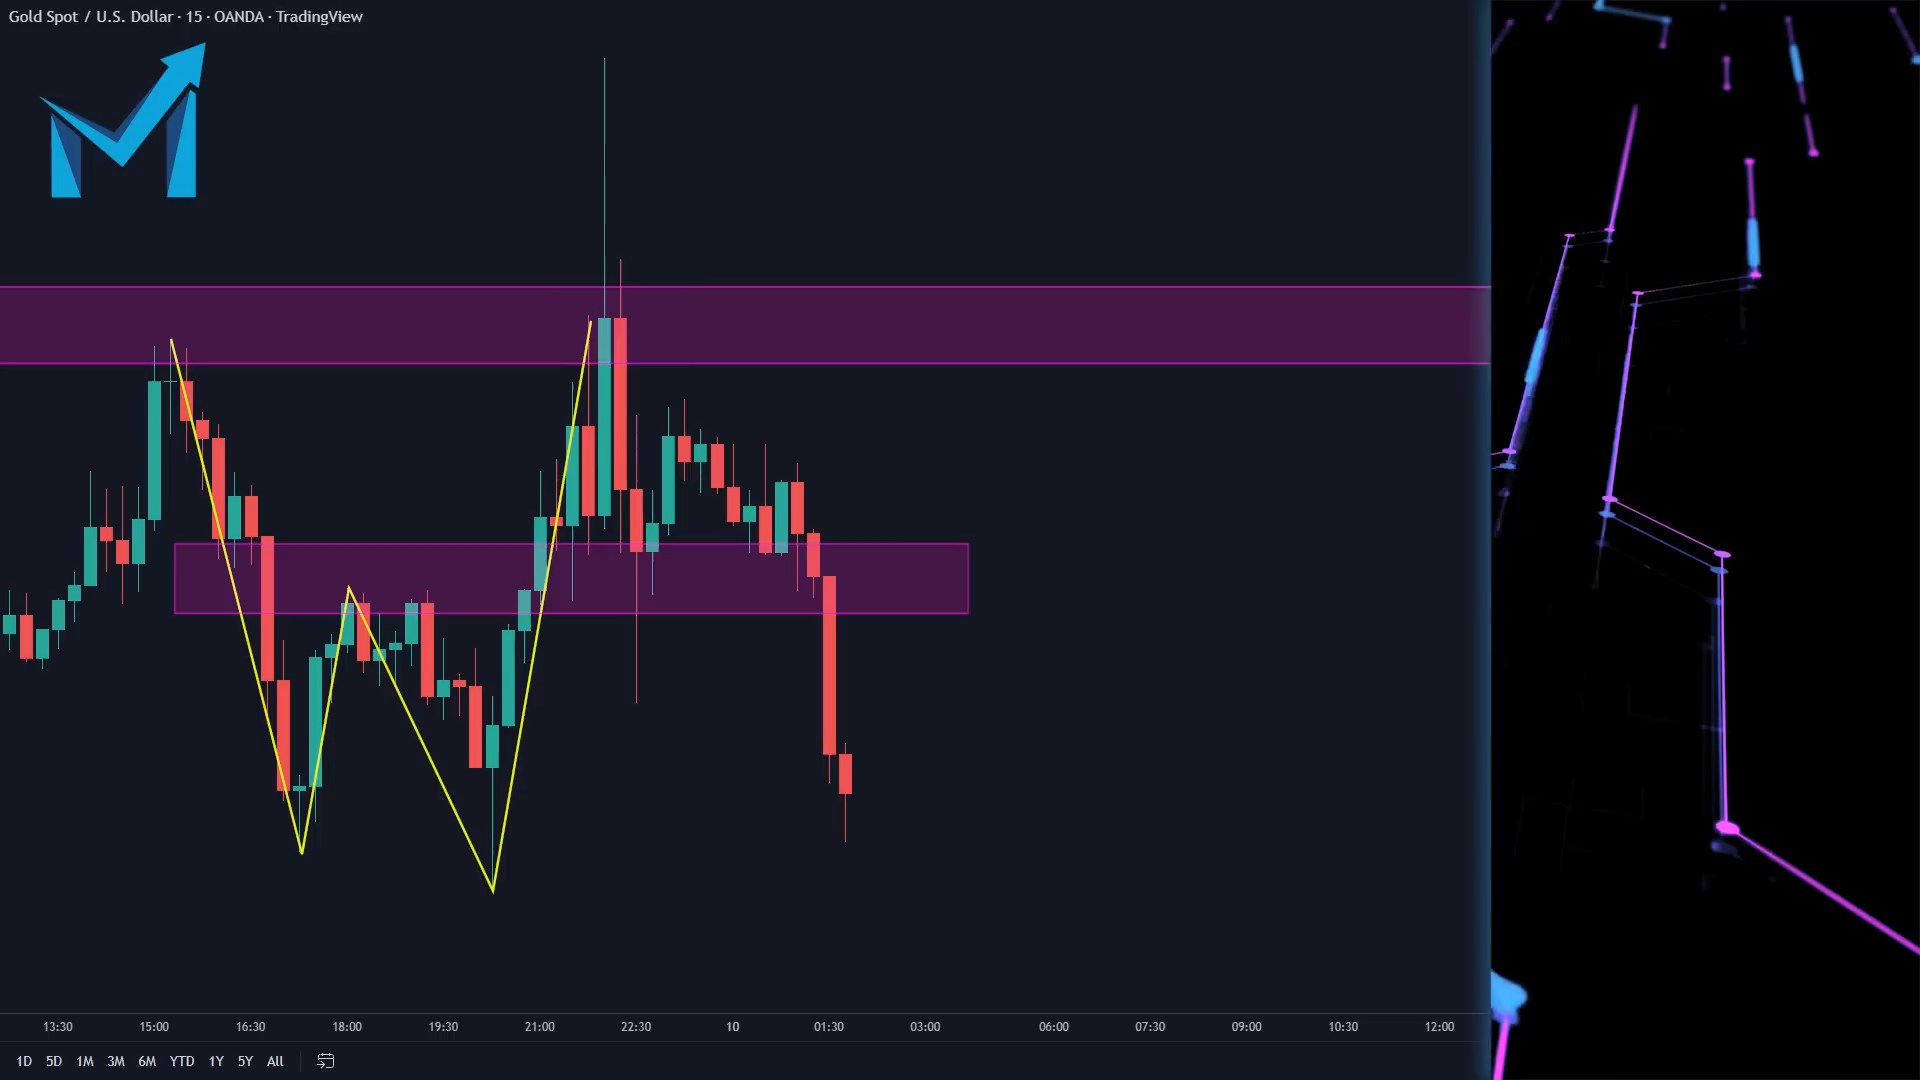 Gold Spot / U.S. Dollar · 15 · OANDA · TradingView
13:30 15:00 16:30 18:00 19:30 21:00 22:30 10 01:30 03:00 06:00 07:30 09:00 10:30 12:00
1D 5D 1M 3M 6M YTD 1Y 5Y All